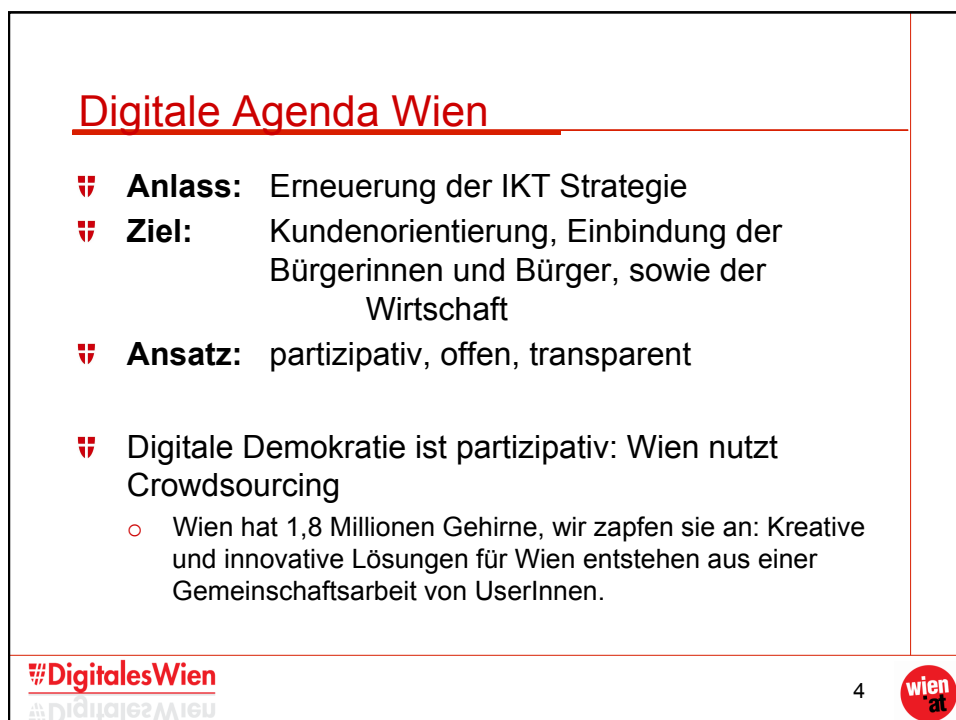 Digitale Agenda Wien
Anlass: Erneuerung der IKT Strategie
Ziel: Kundenorientierung, Einbindung der
Bürgerinnen und Bürger, sowie der
Wirtschaft
Ansatz: partizipativ, offen, transparent
Digitale Demokratie ist partizipativ: Wien nutzt
Crowdsourcing
o Wien hat 1,8 Millionen Gehirne, wir zapfen sie an: Kreative
und innovative Lösungen für Wien entstehen aus einer
Gemeinschaftsarbeit von UserInnen.
#DigitalesWien
4
wien
at